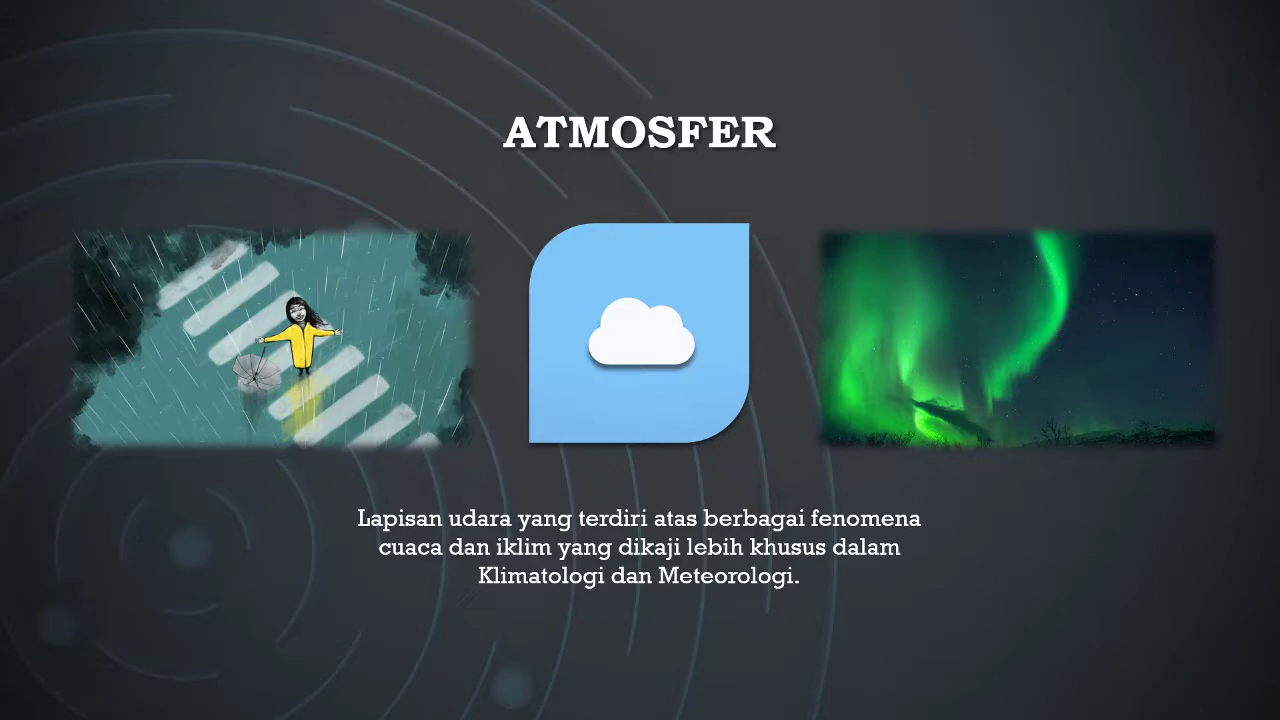 ATMOSFER
Lapisan udara yang terdiri atas berbagai fenomena
cuaca dan iklim yang dikaji lebih khusus dalam
Klimatologi dan Meteorologi.